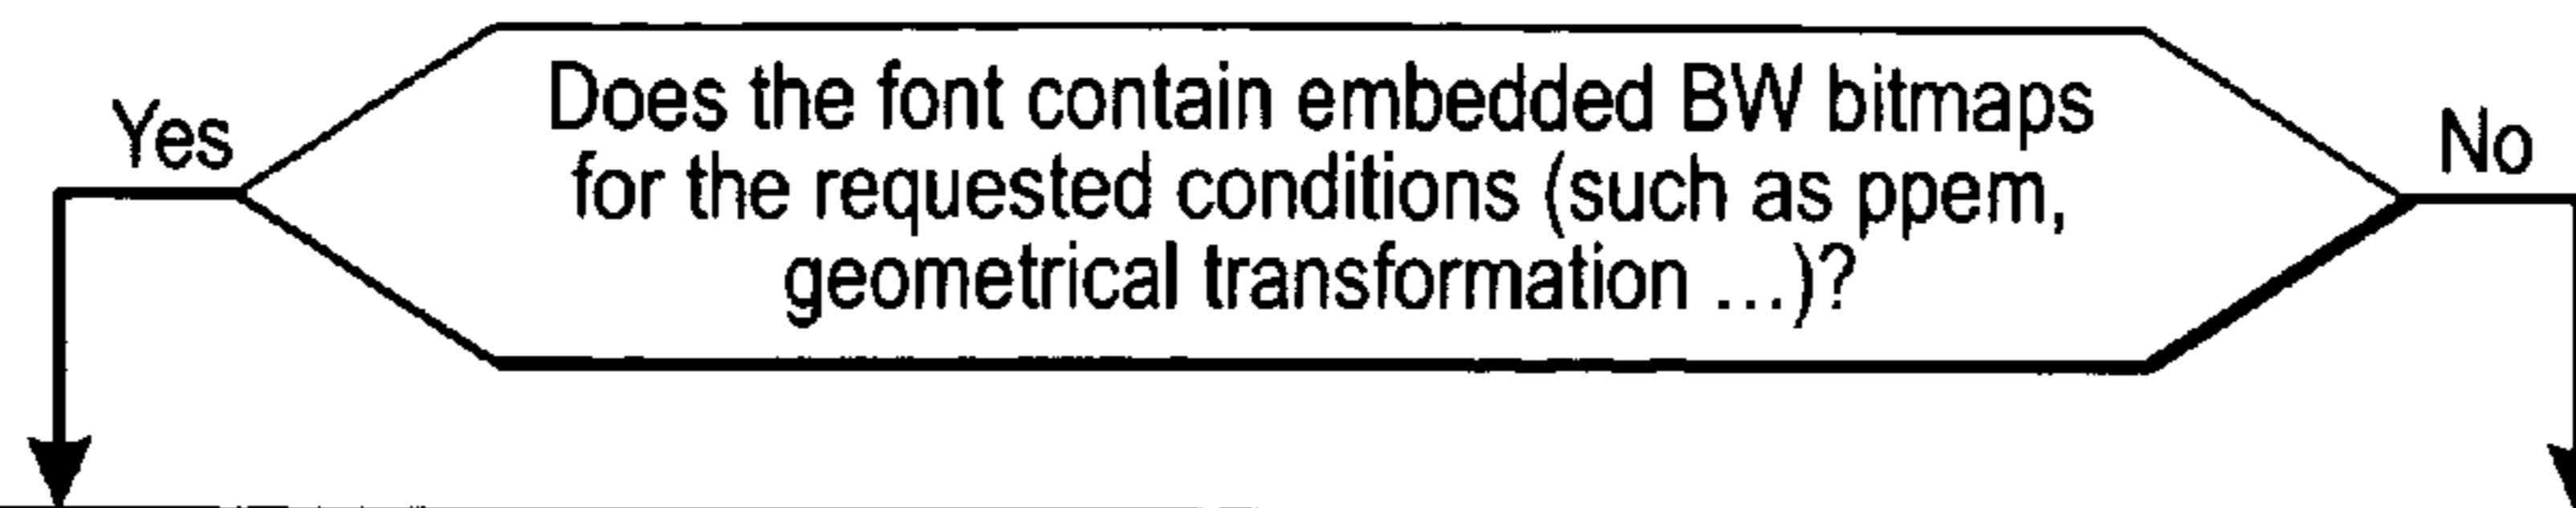 Does the font contain embedded BW bitmaps
Yes
No
for the requested conditions (such as ppem,
geometrical transformation ...)?